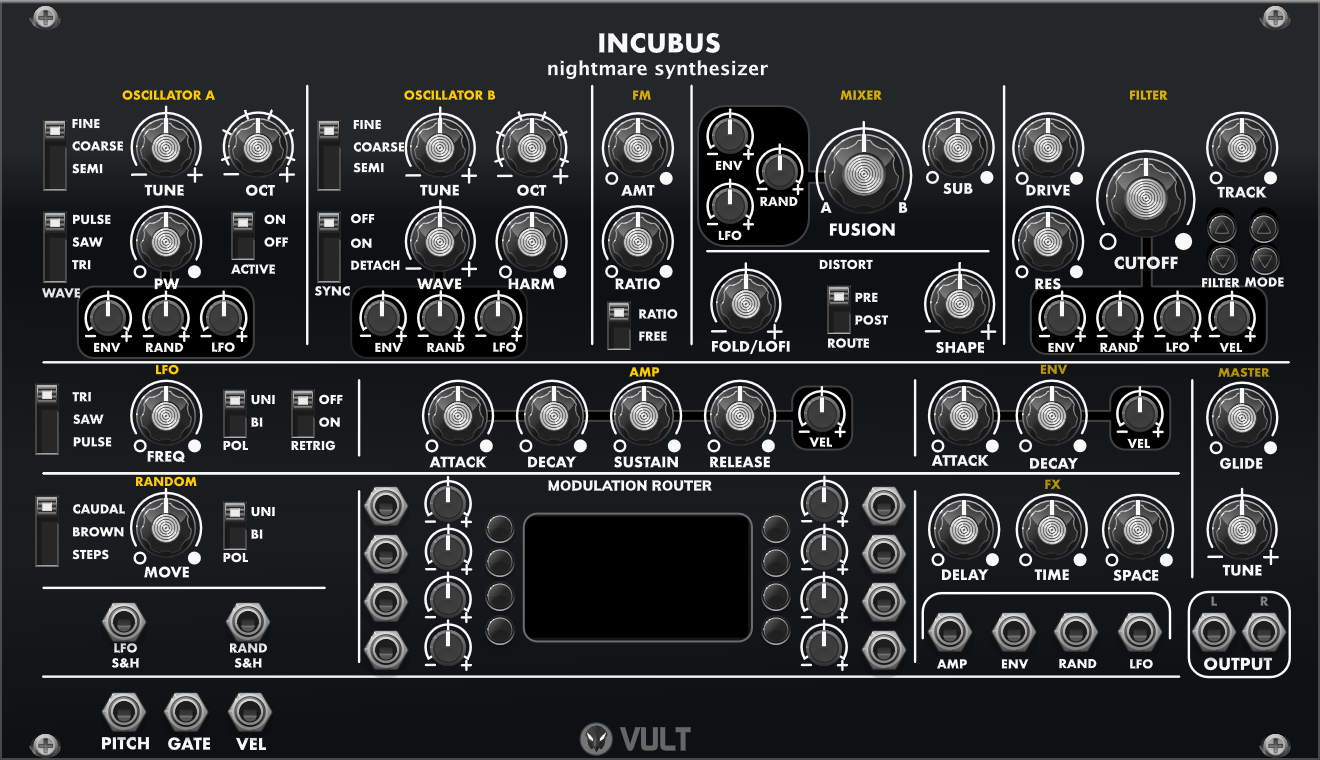 INCUBUS
nightmare synthesizer
OSCILLATOR A
FINE
COARSE
SEMI
TUNE
OCT
PULSE
SAW
TRI
WAVE
PW
ON
OFF
ACTIVE
ENV
RAND
LFO
OSCILLATOR B
FINE
COARSE
SEMI
TUNE
OCT
OFF
ON
DETACH
SYNC
WAVE
HARM
ENV
RAND
LFO
FM
AMT
RATIO
RATIO
FREE
MIXER
ENV
RAND
LFO
A
B
FUSION
SUB
DISTORT
FOLD/LOFI
PRE
POST
ROUTE
SHAPE
FILTER
DRIVE
TRACK
RES
CUTOFF
FILTER
MODE
ENV
RAND
LFO
VEL
LFO
TRI
SAW
PULSE
FREQ
UNI
BI
POL
OFF
ON
RETRIG
AMP
ATTACK
DECAY
SUSTAIN
RELEASE
VEL
ENV
ATTACK
DECAY
VEL
MASTER
GLIDE
TUNE
RANDOM
CAUDAL
BROWN
STEPS
MOVE
UNI
BI
POL
MODULATION ROUTER
FX
DELAY
TIME
SPACE
LFO
S&H
RAND
S&H
AMP
ENV
RAND
LFO
L
R
OUTPUT
PITCH
GATE
VEL
VULT